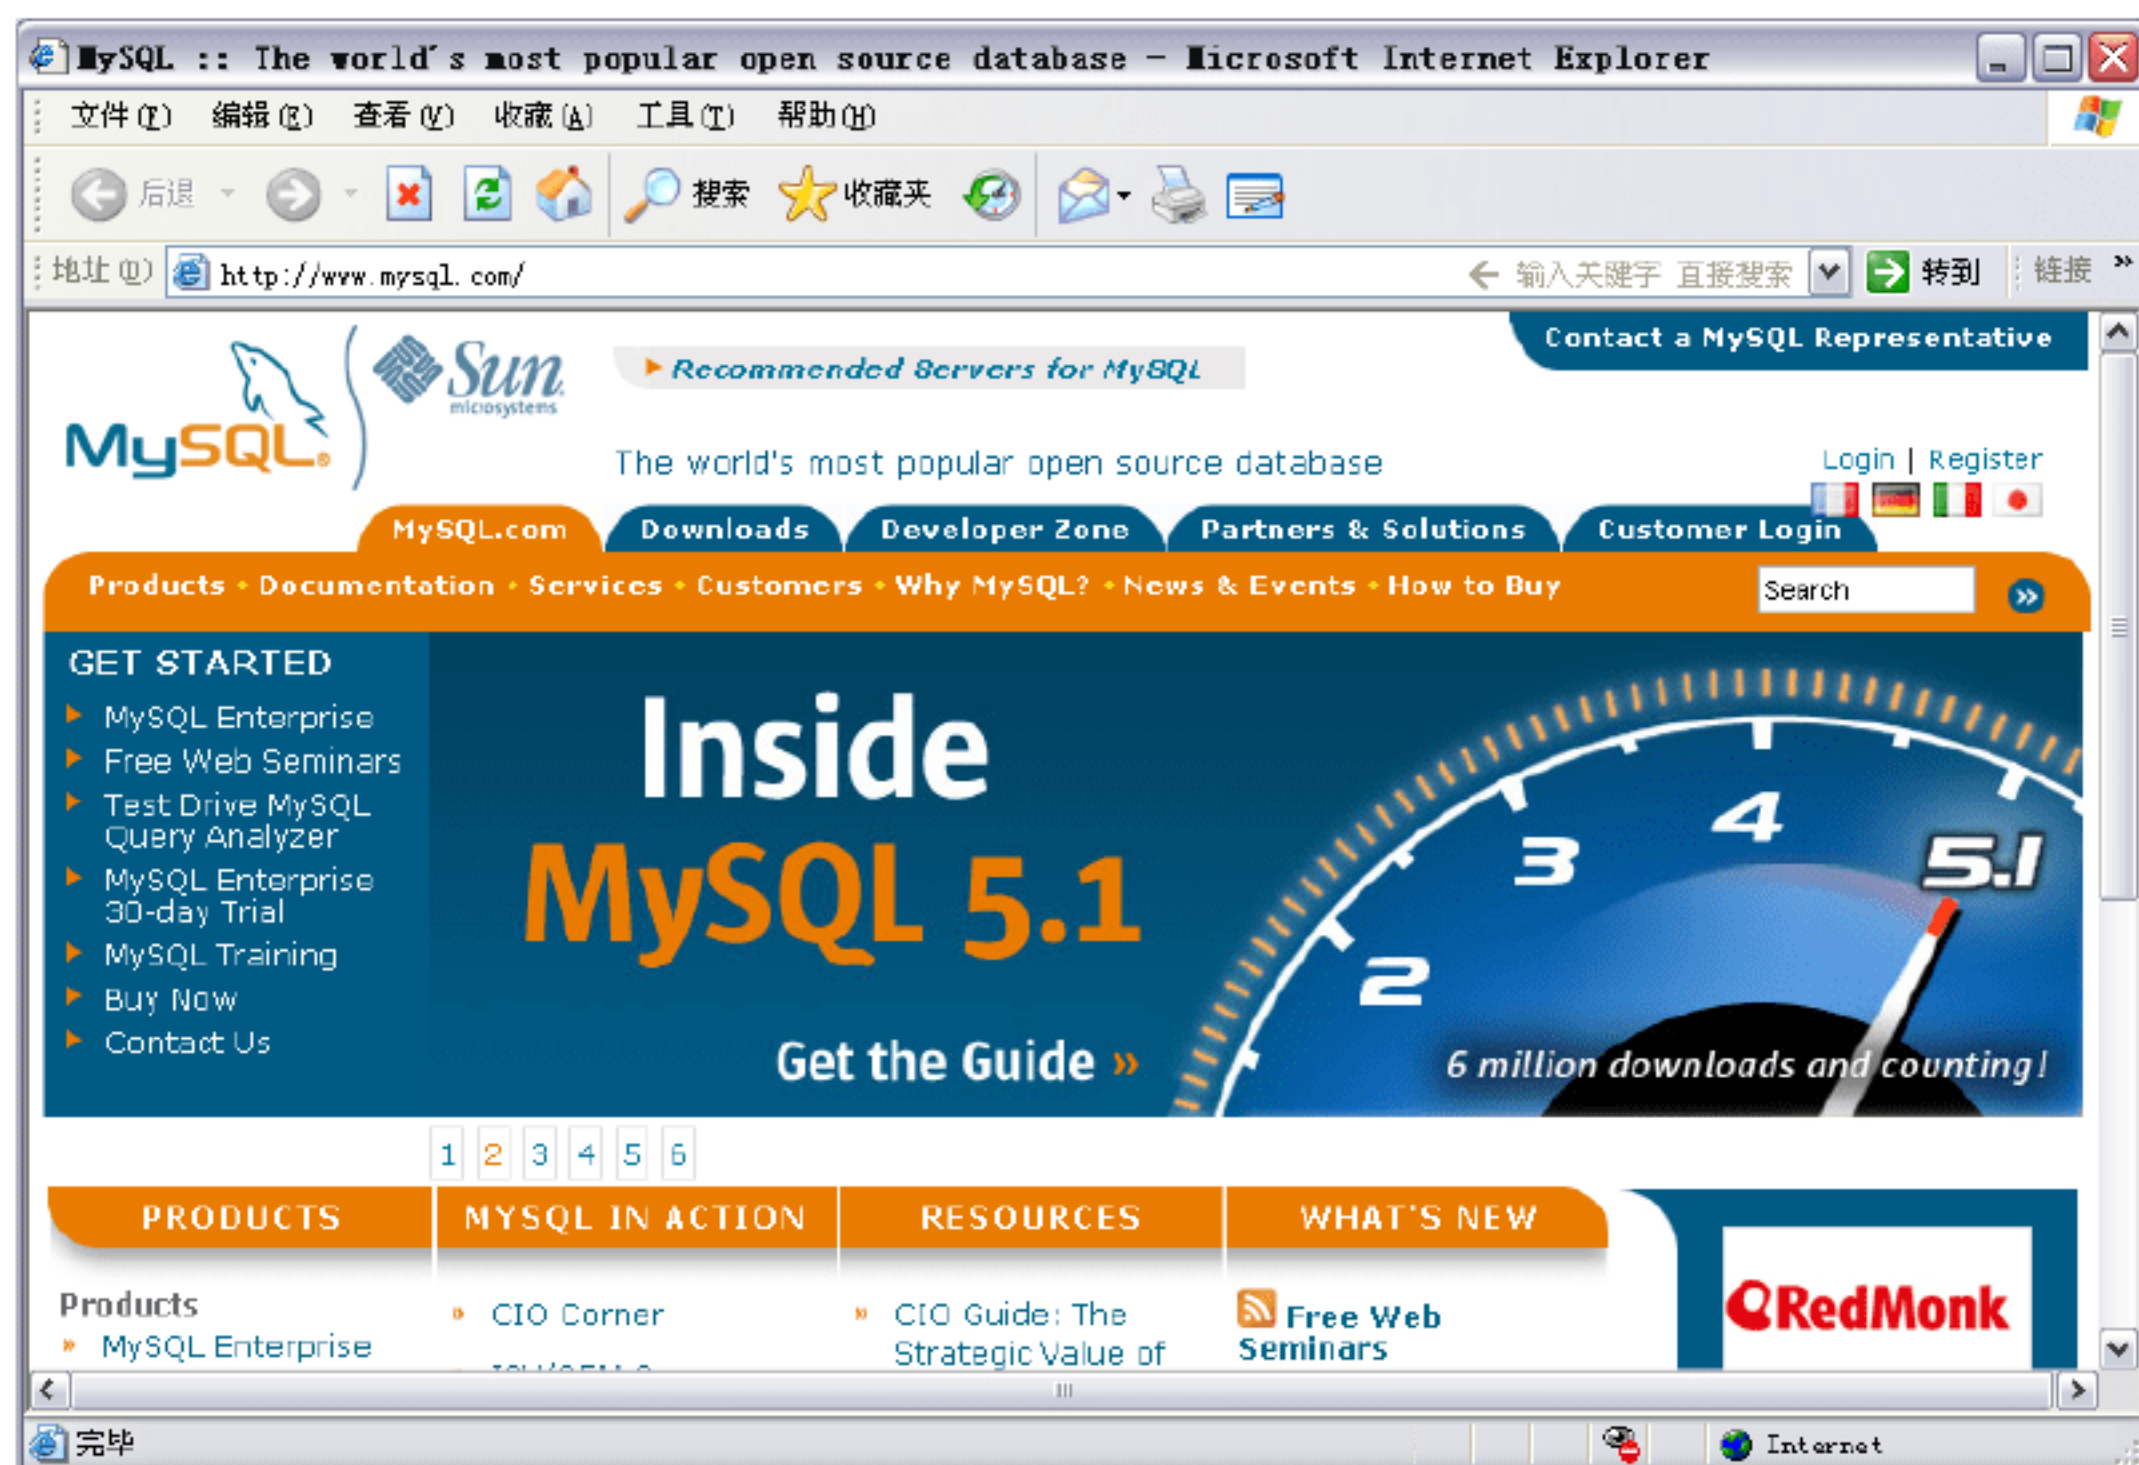 MySQL :: The world's most popular open source database - Microsoft Internet Explorer
文件(F) 编辑(E) 查看(V) 收藏(A) 工具(T) 帮助(H)
后退 搜索 收藏夹
地址(D) http://www.mysql.com/ 输入关键字 直接搜索 转到 链接 »
Contact a MySQL Representative
Sun
microsystems
Recommended Servers for MySQL
MySQL®
The world's most popular open source database
Login | Register
MySQL.com Downloads Developer Zone Partners & Solutions Customer Login
Products • Documentation • Services • Customers • Why MySQL? • News & Events • How to Buy Search »
GET STARTED
MySQL Enterprise
Free Web Seminars
Test Drive MySQL
Query Analyzer
MySQL Enterprise
30-day Trial
MySQL Training
Buy Now
Contact Us
Inside
MySQL 5.1
Get the Guide »
2 3 4 5.1
6 million downloads and counting!
1 2 3 4 5 6
PRODUCTS MYSQL IN ACTION RESOURCES WHAT'S NEW
Products
» MySQL Enterprise
» CIO Corner
» CIO Guide: The
Strategic Value of
Free Web
Seminars
RedMonk
完毕 Internet